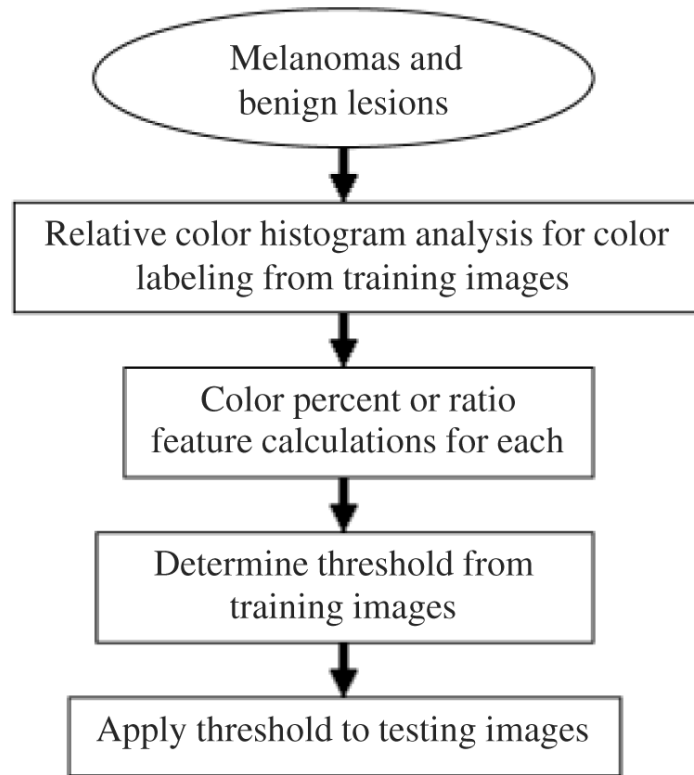 Melanomas and
benign lesions
Relative color histogram analysis for color
labeling from training images
Color percent or ratio
feature calculations for each
Determine threshold from
training images
Apply threshold to testing images